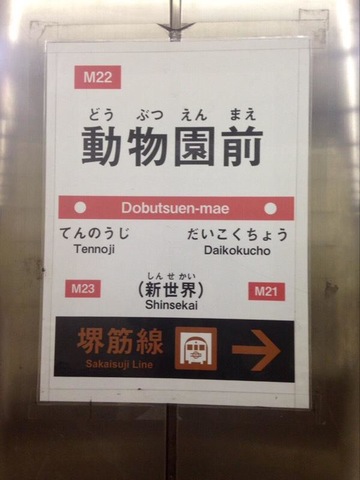 M22
どう ぶつ えん まえ
動物園前
Dobutsuen-mae
てんのうじ だいこくちょう
Tennoji Daikokucho
しん せ かい
M23 (新世界) M21
Shinsekai
堺筋線
Sakaisuji Line